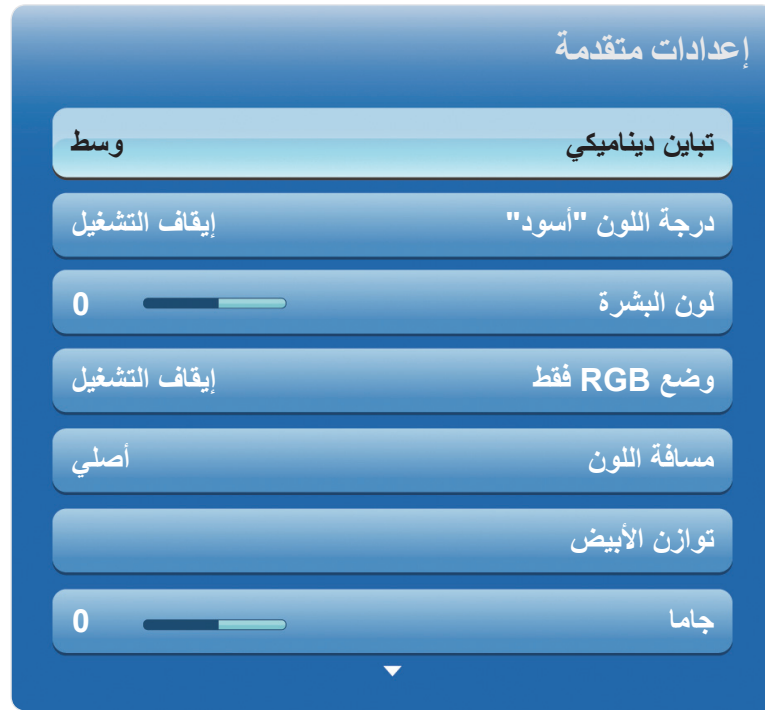 إعدادات متقدمة
تباين ديناميكي وسط
درجة اللون "أسود" إيقاف التشغيل
لون البشرة 0
وضع RGB فقط إيقاف التشغيل
مسافة اللون أصلي
توازن الأبيض
جاما 0